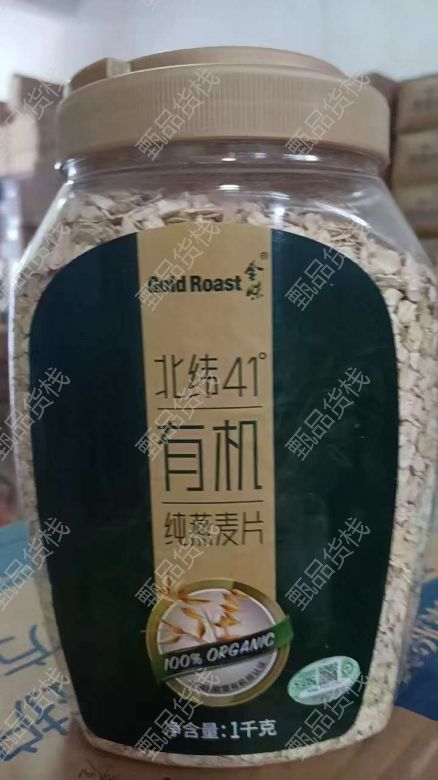 Gold Roast 金味®
北纬41°
有机
纯燕麦片
100% ORGANIC
净含量:1千克
甄品货栈